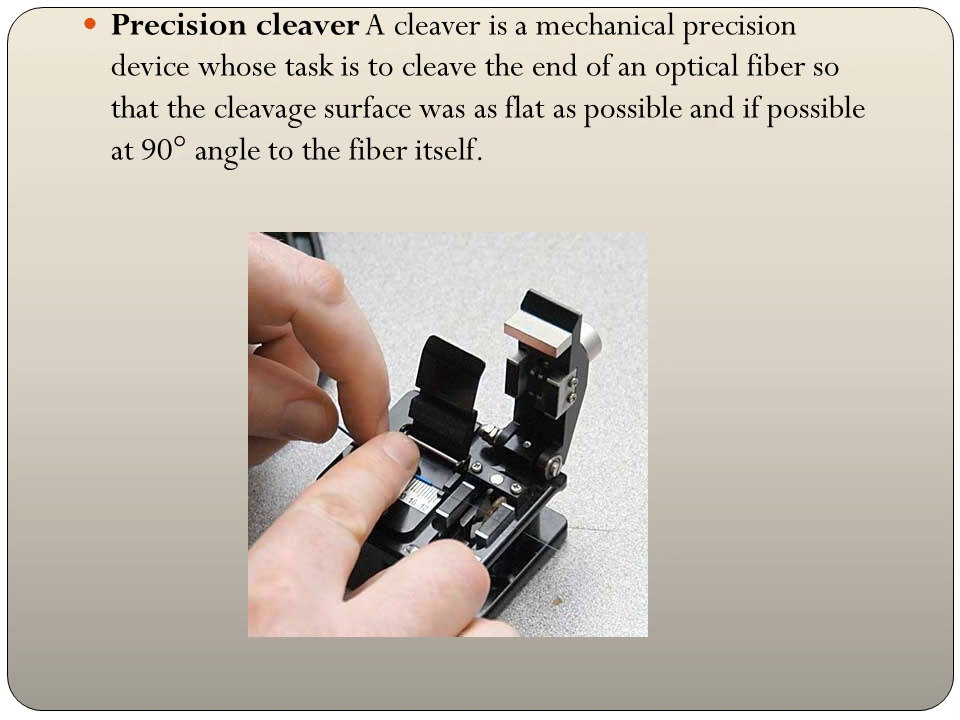 • Precision cleaver A cleaver is a mechanical precision
device whose task is to cleave the end of an optical fiber so
that the cleavage surface was as flat as possible and if possible
at 90° angle to the fiber itself.